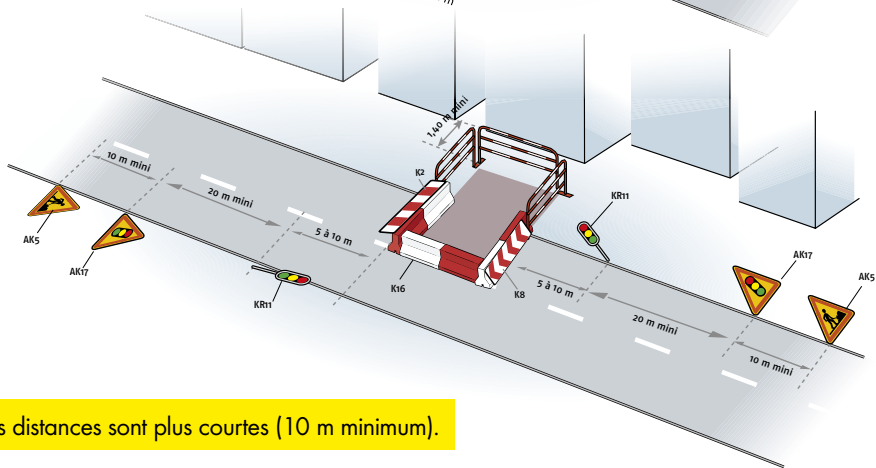 m)
1,40 m mini
10 m mini
K2
20 m mini
KR11
5 à 10 m
AK5
AK17
K16
AK17
5 à 10 m
AK5
K8
KR11
20 m mini
10 m mini
s distances sont plus courtes (10 m minimum).